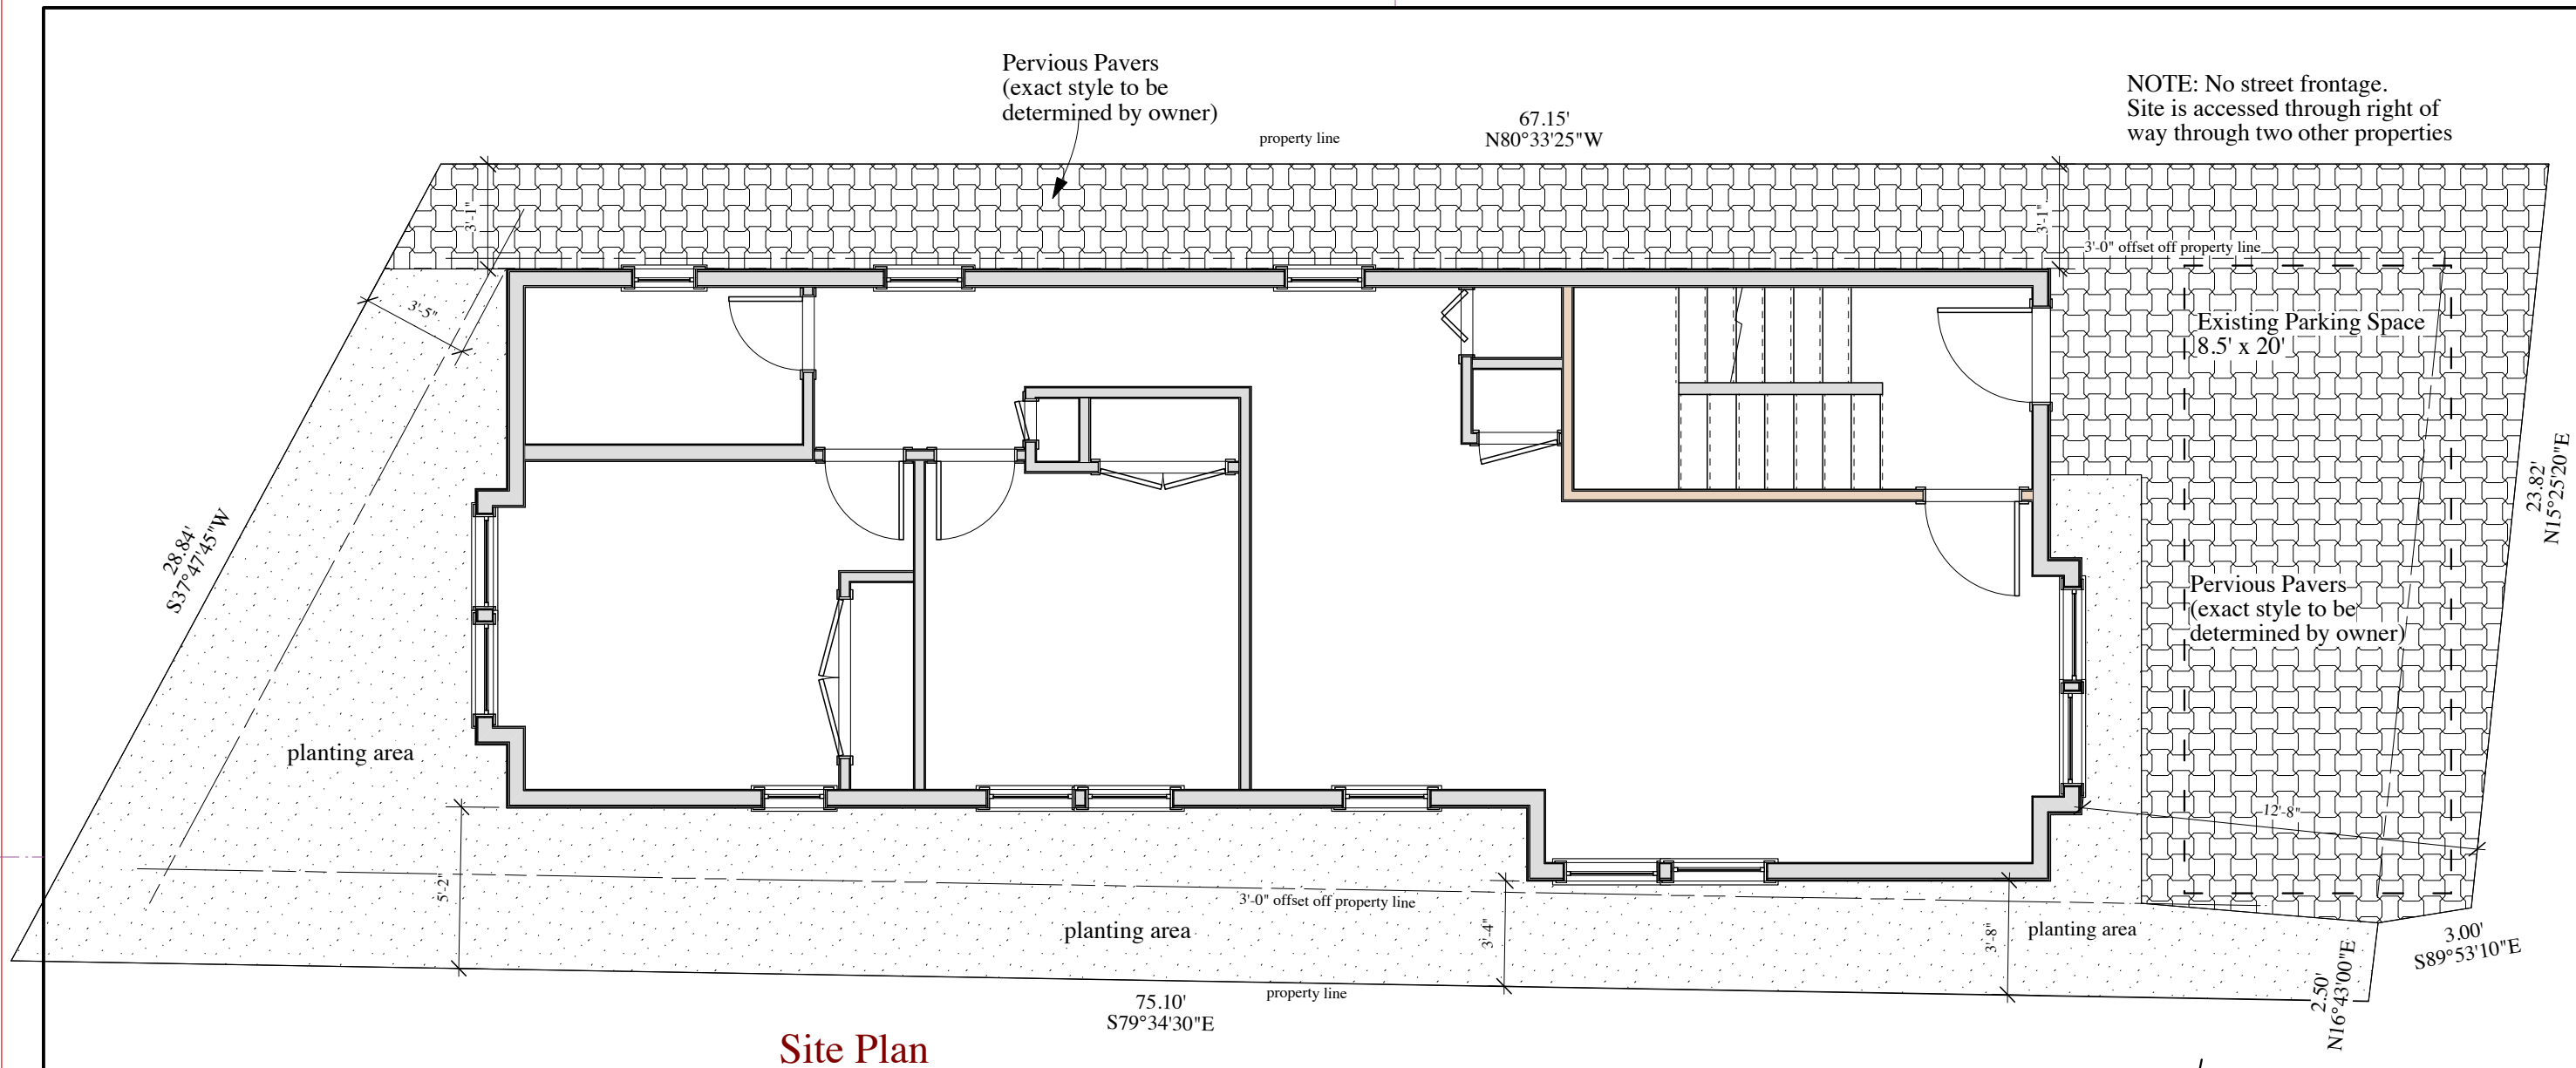 Pervious Pavers
(exact style to be
determined by owner)
67.15'
N80°33'25"W
property line
NOTE: No street frontage.
Site is accessed through right of
way through two other properties
3'-1"
3'-1"
3'-0" offset off property line
3'-5"
Existing Parking Space
8.5' x 20'
23.82'
N15°25'20"E
28.84'
S37°47'45"W
Pervious Pavers
(exact style to be
determined by owner)
planting area
12'-8"
5'-2"
3'-0" offset off property line
planting area
3'-4"
3'-8"
planting area
3.00'
S89°53'10"E
2.50'
N16°43'00"E
property line
75.10'
S79°34'30"E
Site Plan